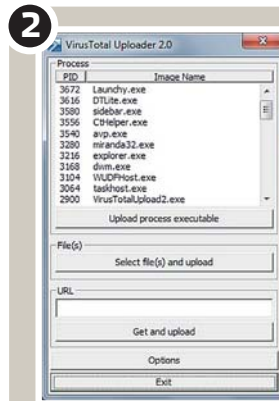 2
VirusTotal Uploader 2.0
Process
PID Image Name
3672 Launchy.exe
3616 DTLite.exe
3580 sidebar.exe
3556 CtHelper.exe
3540 avp.exe
3280 miranda32.exe
3216 explorer.exe
3168 dwm.exe
3104 WUDFHost.exe
3064 taskhost.exe
2900 VirusTotalUpload2.exe
Upload process executable
File(s)
Select file(s) and upload
URL
Get and upload
Options
Exit